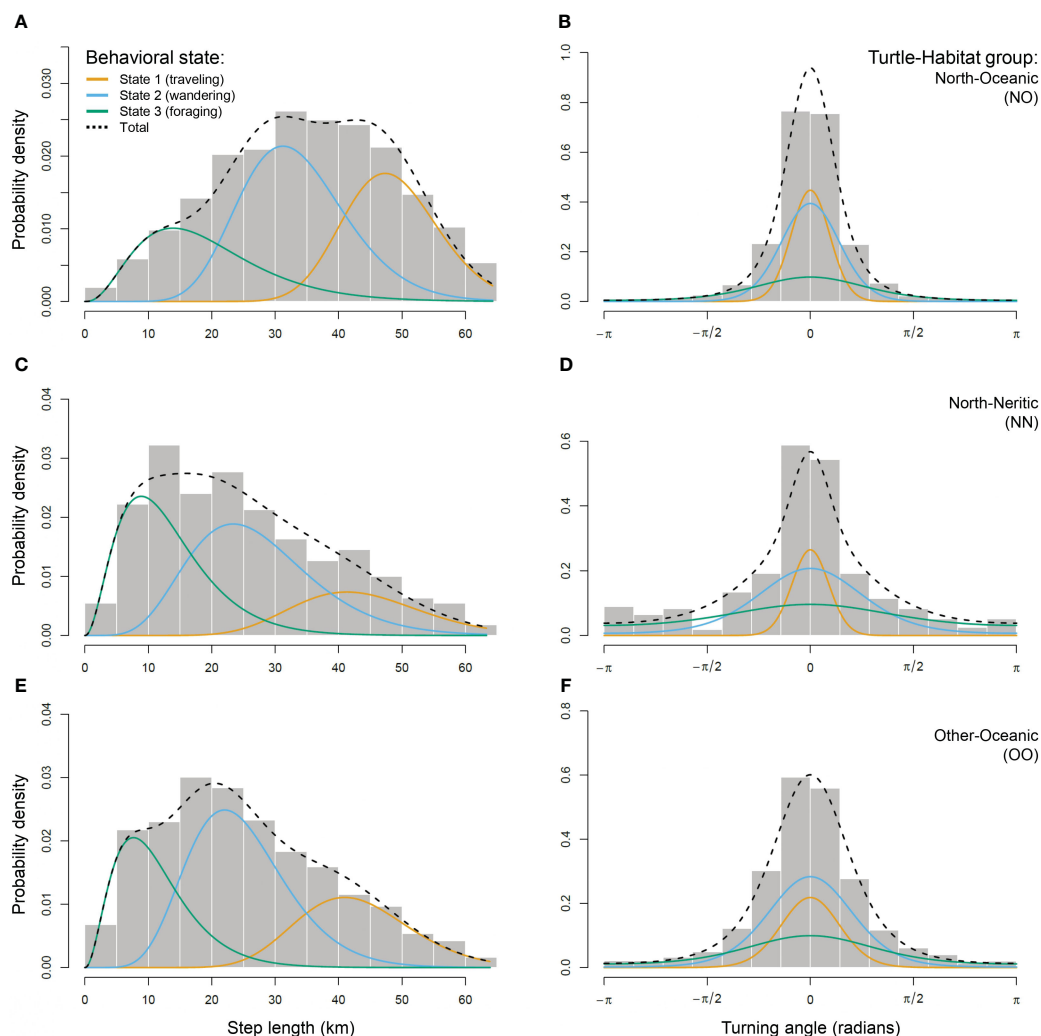 A
B
Behavioral state:
State 1 (traveling)
State 2 (wandering)
State 3 (foraging)
Total
Turtle-Habitat group:
North-Oceanic
(NO)
Probability density
0.000 0.010 0.020 0.030
0 10 20 30 40 50 60
0.0 0.2 0.4 0.6 0.8 1.0
−π −π/2 0 π/2 π
C
D
North-Neritic
(NN)
Probability density
0.00 0.01 0.02 0.03 0.04
0 10 20 30 40 50 60
0.0 0.2 0.4 0.6
−π −π/2 0 π/2 π
E
F
Other-Oceanic
(OO)
Probability density
0.00 0.01 0.02 0.03 0.04
0 10 20 30 40 50 60
Step length (km)
0.0 0.2 0.4 0.6 0.8
−π −π/2 0 π/2 π
Turning angle (radians)